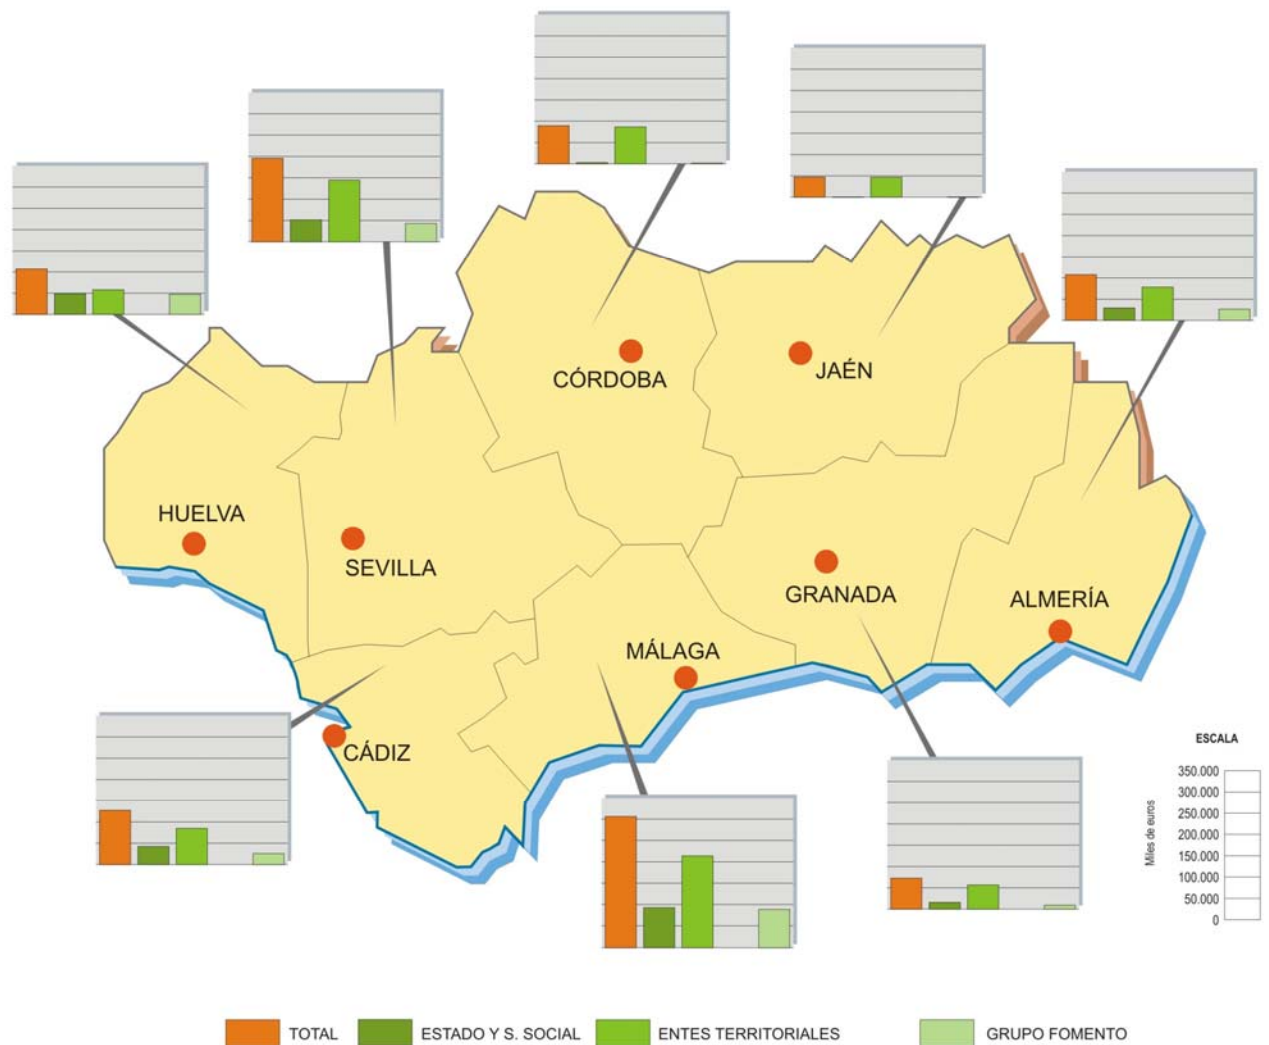 CÓRDOBA
JAÉN
HUELVA
SEVILLA
GRANADA
ALMERÍA
MÁLAGA
CÁDIZ
ESCALA
Miles de euros
350.000
300.000
250.000
200.000
150.000
100.000
50.000
0
TOTAL
ESTADO Y S. SOCIAL
ENTES TERRITORIALES
GRUPO FOMENTO